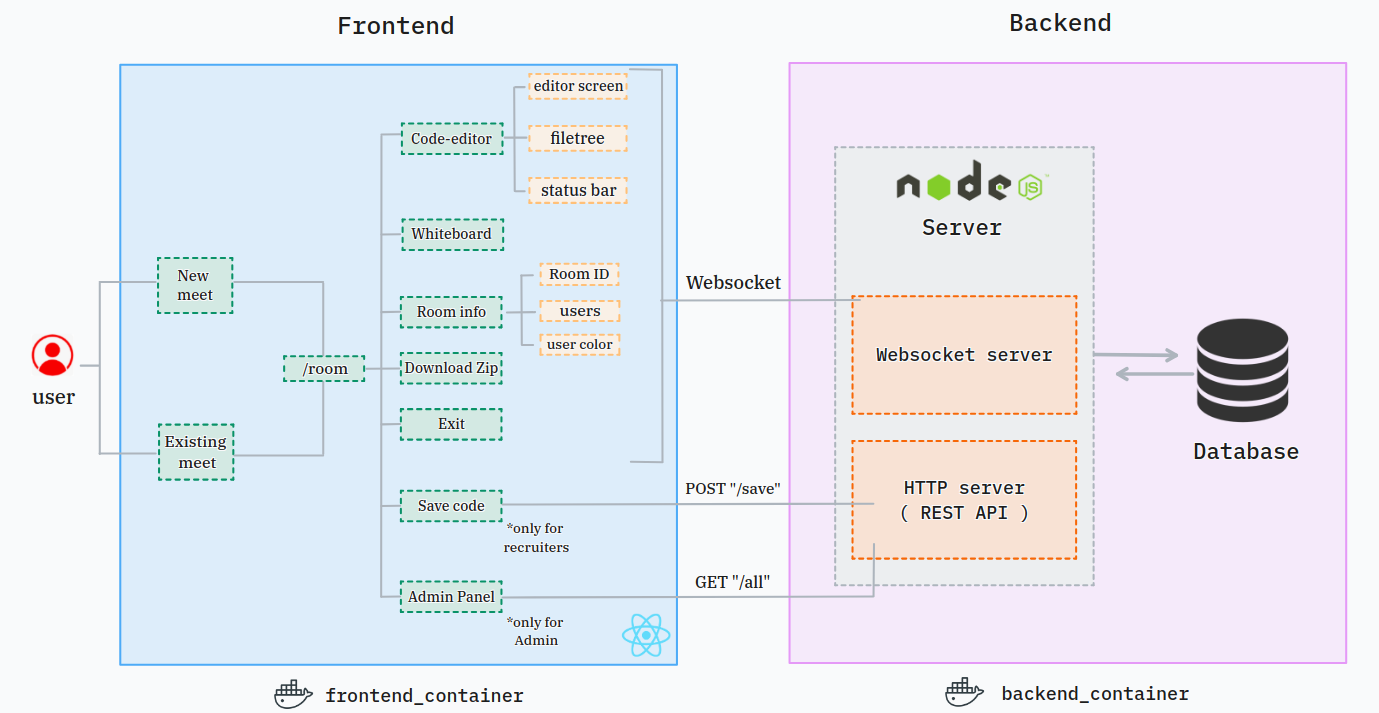 Frontend
Backend
editor screen
Code-editor
filetree
status bar
Whiteboard
New
meet
Room ID
Room info
users
user color
/room
Download Zip
user
Exit
Existing
meet
Save code
*only for
recruiters
Admin Panel
*only for
Admin
Websocket
POST "/save"
GET "/all"
node
JS
™
Server
Websocket server
HTTP server
( REST API )
Database
frontend_container
backend_container